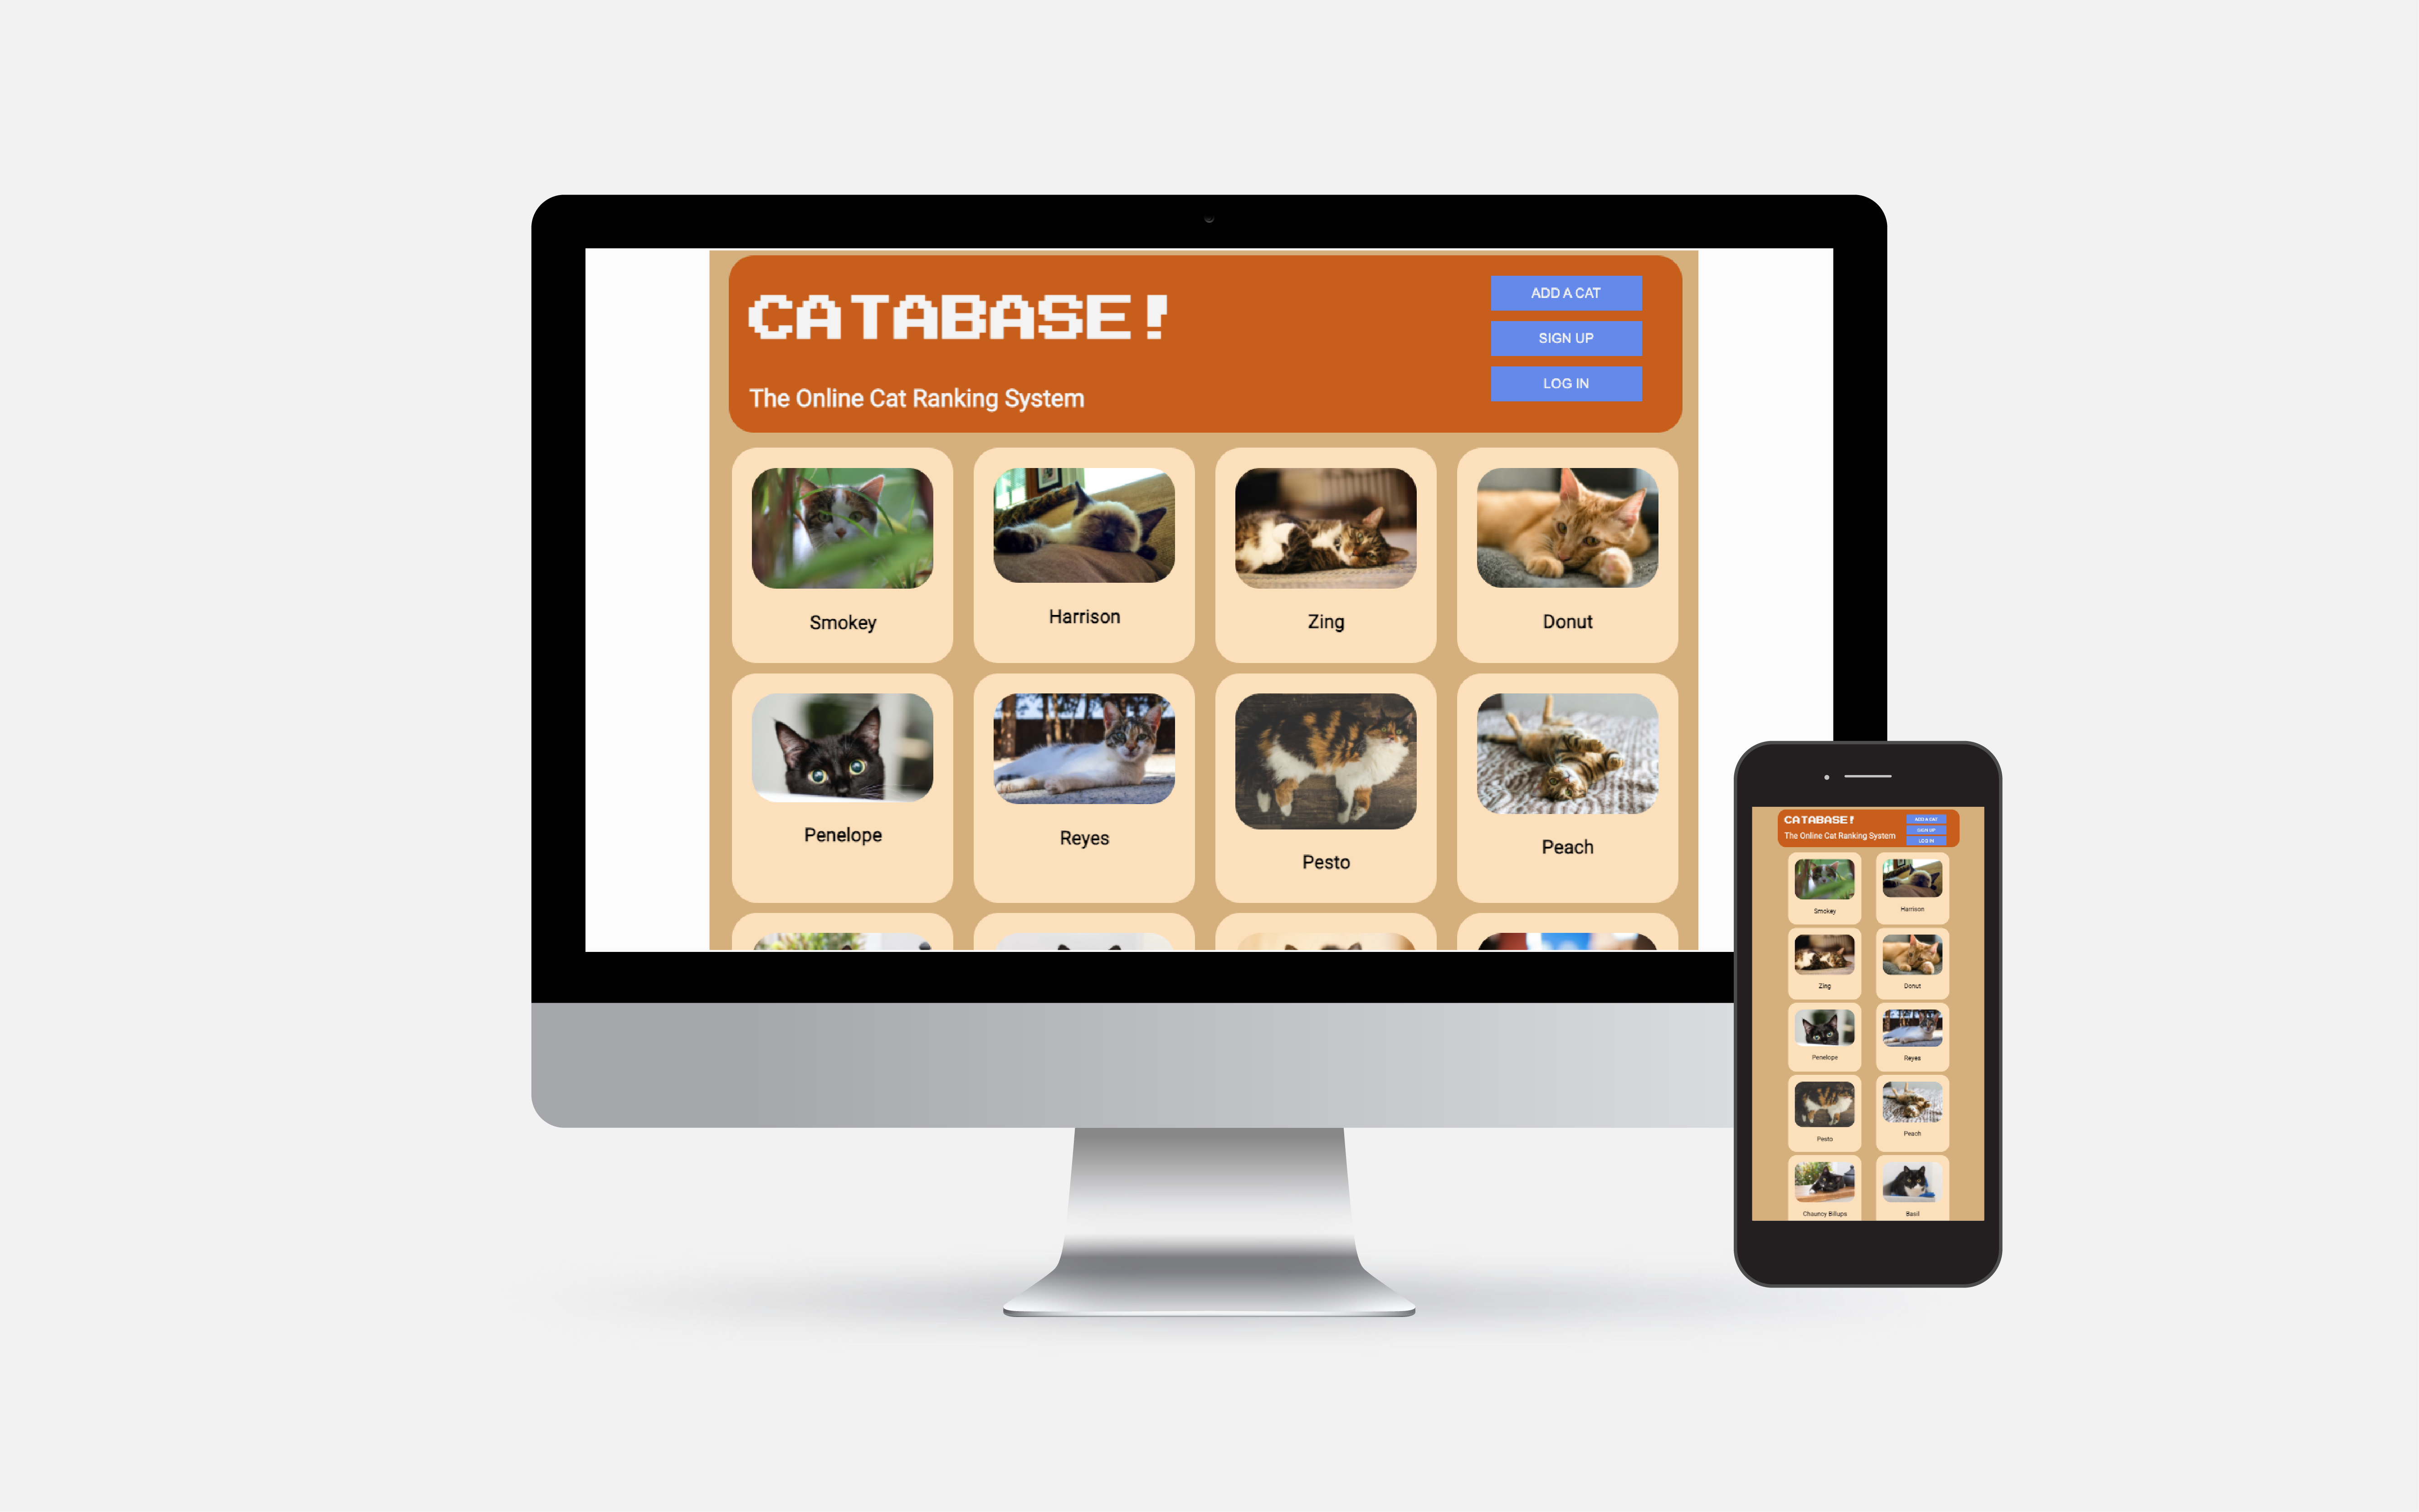 CATABASE!
The Online Cat Ranking System
ADD A CAT
SIGN UP
LOG IN
Smokey
Harrison
Zing
Donut
Penelope
Reyes
Pesto
Peach
CATABASE!
The Online Cat Ranking System
ADD A CAT
SIGN UP
LOG IN
Smokey
Harrison
Zing
Donut
Penelope
Reyes
Pesto
Peach
Chauncy Billups
Basil